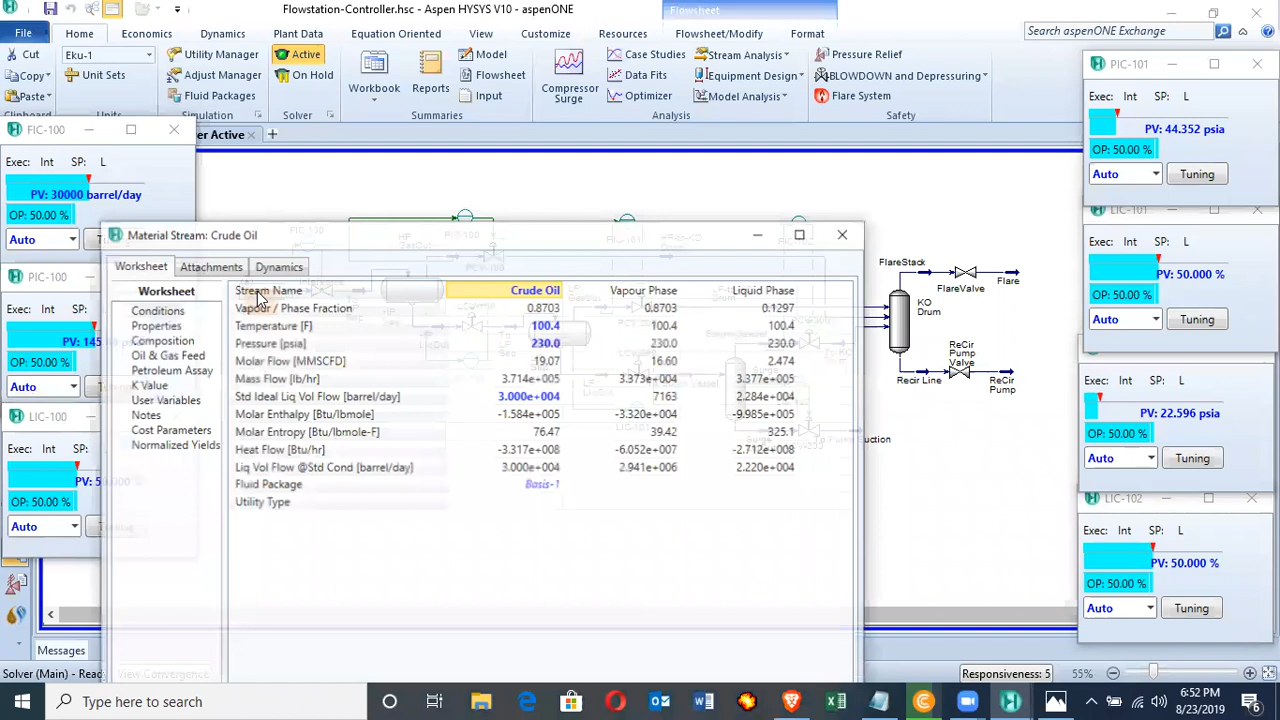 Flowstation-Controller.hsc - Aspen HYSYS V10 - aspenONE
Flowsheet
File
Home
Economics
Dynamics
Plant Data
Equation Oriented
View
Customize
Resources
Flowsheet/Modify
Format
Search aspenONE Exchange
Cut
Copy
Paste
Eku-1
Unit Sets
Units
Utility Manager
Adjust Manager
Fluid Packages
Simulation
Active
On Hold
Solver
Workbook
Reports
Model
Flowsheet
Input
Summaries
Compressor
Surge
Case Studies
Data Fits
Optimizer
Stream Analysis
Equipment Design
Model Analysis
Analysis
Pressure Relief
BLOWDOWN and Depressuring
Flare System
Safety
ver Active
FIC-100
Exec: Int SP: L
PV: 30000 barrel/day
OP: 50.00 %
Auto
PIC-100
Exec: Int SP: L
PV: 145
OP: 50.00 %
Auto
LIC-100
Exec: Int SP: L
PV: 50.
OP: 50.00 %
Auto
Material Stream: Crude Oil
Worksheet
Attachments
Dynamics
Worksheet
Conditions
Properties
Composition
Oil & Gas Feed
Petroleum Assay
K Value
User Variables
Notes
Cost Parameters
Normalized Yields
Stream Name Crude Oil Vapour Phase Liquid Phase
Vapour / Phase Fraction 0.8703 0.8703 0.1297
Temperature [F] 100.4 100.4 100.4
Pressure [psia] 230.0 230.0 230.0
Molar Flow [MMSCFD] 19.07 16.60 2.474
Mass Flow [lb/hr] 3.714e+005 3.373e+004 3.377e+005
Std Ideal Liq Vol Flow [barrel/day] 3.000e+004 7163 2.284e+004
Molar Enthalpy [Btu/lbmole] -1.584e+005 -3.320e+004 -9.985e+005
Molar Entropy [Btu/lbmole-F] 76.47 39.42 325.1
Heat Flow [Btu/hr] -3.317e+008 -6.052e+007 -2.712e+008
Liq Vol Flow @Std Cond [barrel/day] 3.000e+004 2.941e+006 2.220e+004
Fluid Package Basis-1
Utility Type
View Convergence
FlareStack
FlareValve
Flare
KO
Drum
ReCir
Pump
Valve
Recir Line
ReCir
Pump
PIC-101
Exec: Int SP: L
PV: 44.352 psia
OP: 50.00 %
Auto
Tuning
LIC-101
Exec: Int SP: L
PV: 50.000 %
OP: 50.00 %
Auto
Tuning
Exec: Int SP: L
PV: 22.596 psia
OP: 50.00 %
Auto
Tuning
LIC-102
Exec: Int SP: L
PV: 50.000 %
OP: 50.00 %
Auto
Tuning
Messages
Solver (Main) - Ready
Responsiveness: 5
55%
Type here to search
6:52 PM
8/23/2019
6